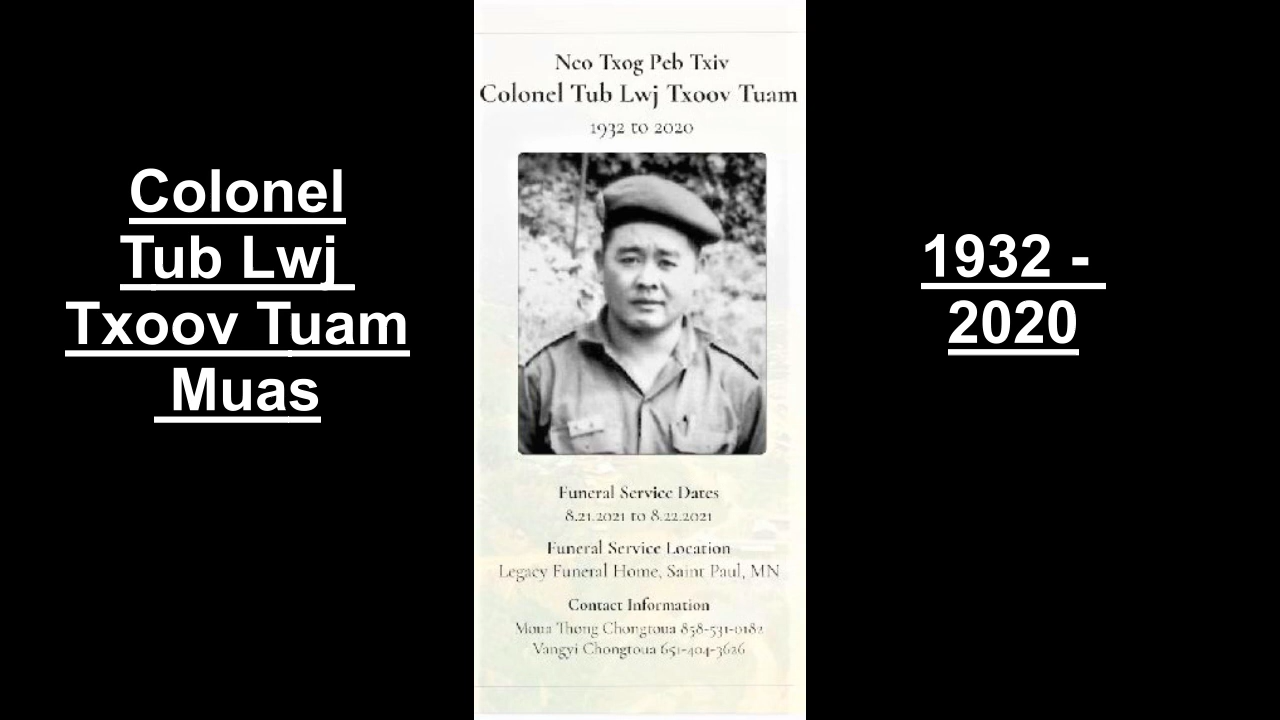 Colonel
Tub Lwj
Txoov Tuam
Muas
Nco Txog Peb Txiv
Colonel Tub Lwj Txoov Tuam
1932 to 2020
Funeral Service Dates
8.21.2021 to 8.22.2021
Funeral Service Location
Legacy Funeral Home, Saint Paul, MN
Contact Information
Moua Thong Chongtoua 858-531-0182
Vangyi Chongtoua 651-404-3626
1932 -
2020